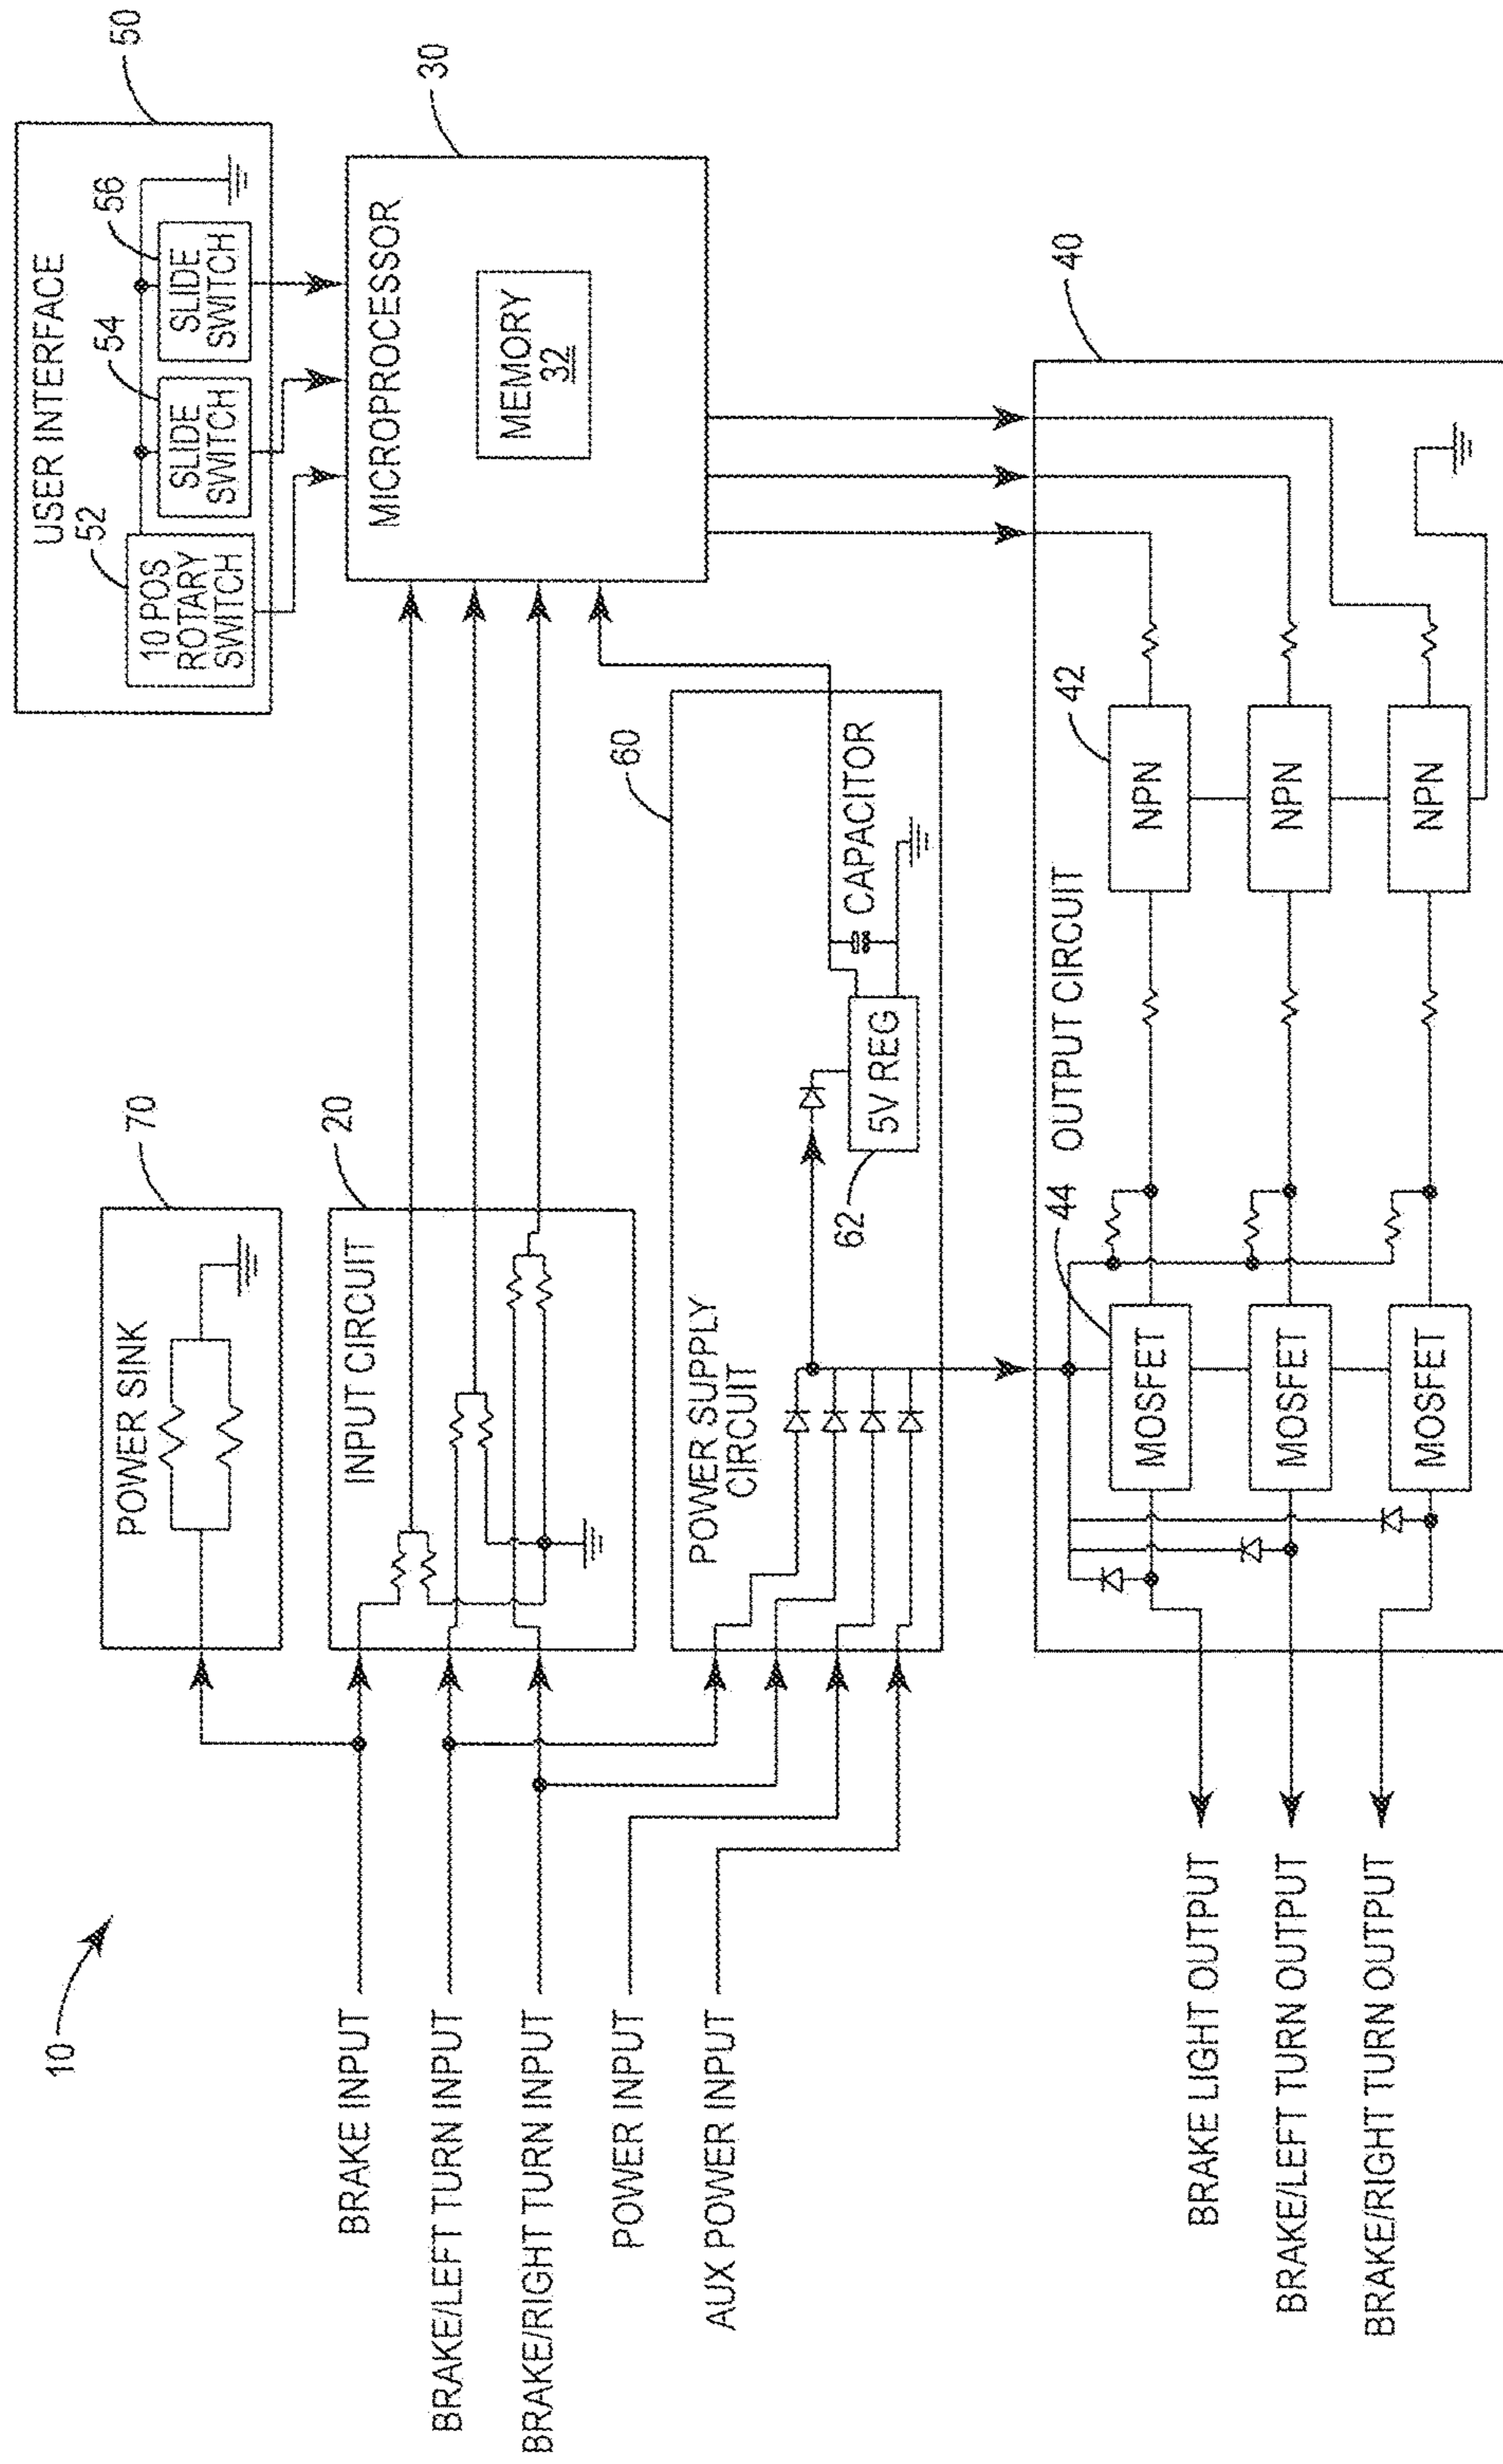 10
BRAKE INPUT
BRAKE/LEFT TURN INPUT
BRAKE/RIGHT TURN INPUT
POWER INPUT
AUX POWER INPUT
BRAKE LIGHT OUTPUT
BRAKE/LEFT TURN OUTPUT
BRAKE/RIGHT TURN OUTPUT
70
POWER SINK
20
INPUT CIRCUIT
60
POWER SUPPLY
CIRCUIT
62
5V REG
CAPACITOR
50
USER INTERFACE
52
10 POS
ROTARY
SWITCH
54
SLIDE
SWITCH
56
SLIDE
SWITCH
30
MICROPROCESSOR
MEMORY
32
40
44
OUTPUT CIRCUIT
42
MOSFET
NPN
MOSFET
NPN
MOSFET
NPN